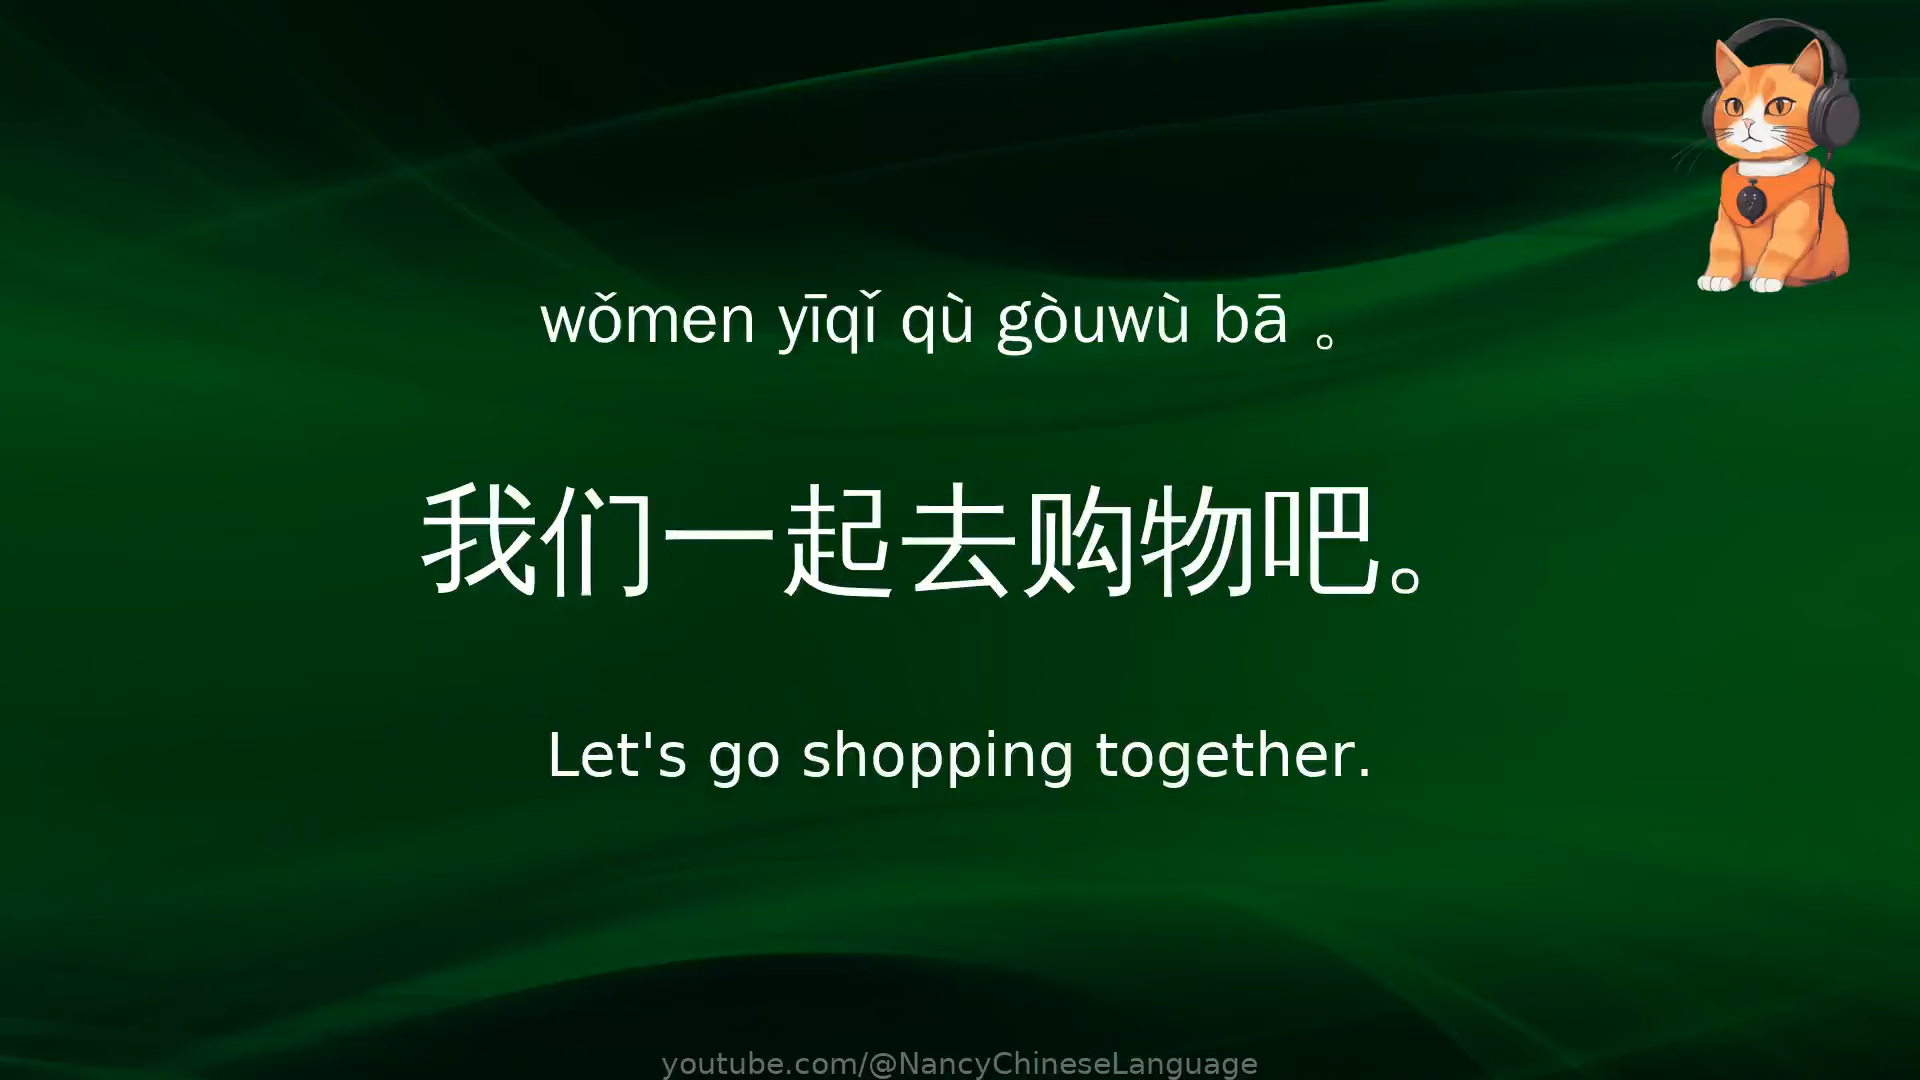 wǒmen yīqǐ qù gòuwù bā 。
我们一起去购物吧。
Let's go shopping together.
youtube.com/@NancyChineseLanguage